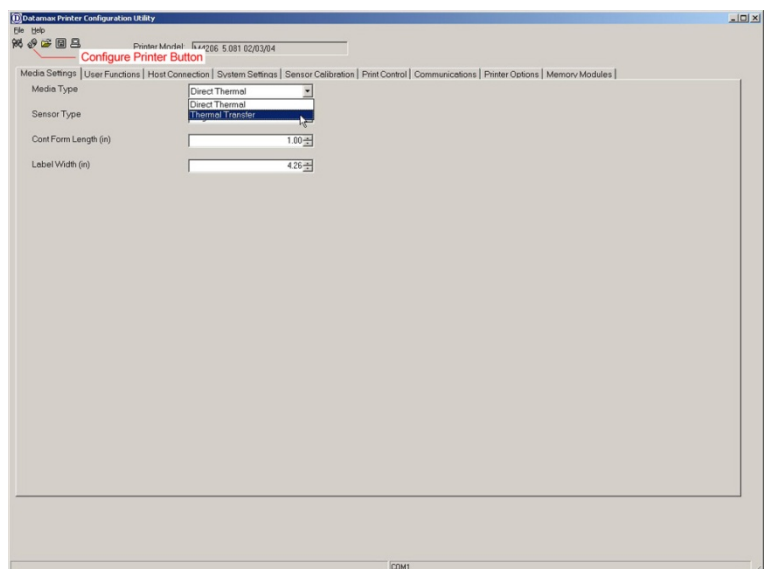 Datamax Printer Configuration Utility
File Help
Printer Model M4206 5.081 02/03/04
Configure Printer Button
Media Settings User Functions Host Connection System Settings Sensor Calibration Print Control Communications Printer Options Memory Modules
Media Type Direct Thermal
Direct Thermal
Sensor Type Thermal Transfer
Cont Form Length (in) 1.00
Label Width (in) 4.26
COM1